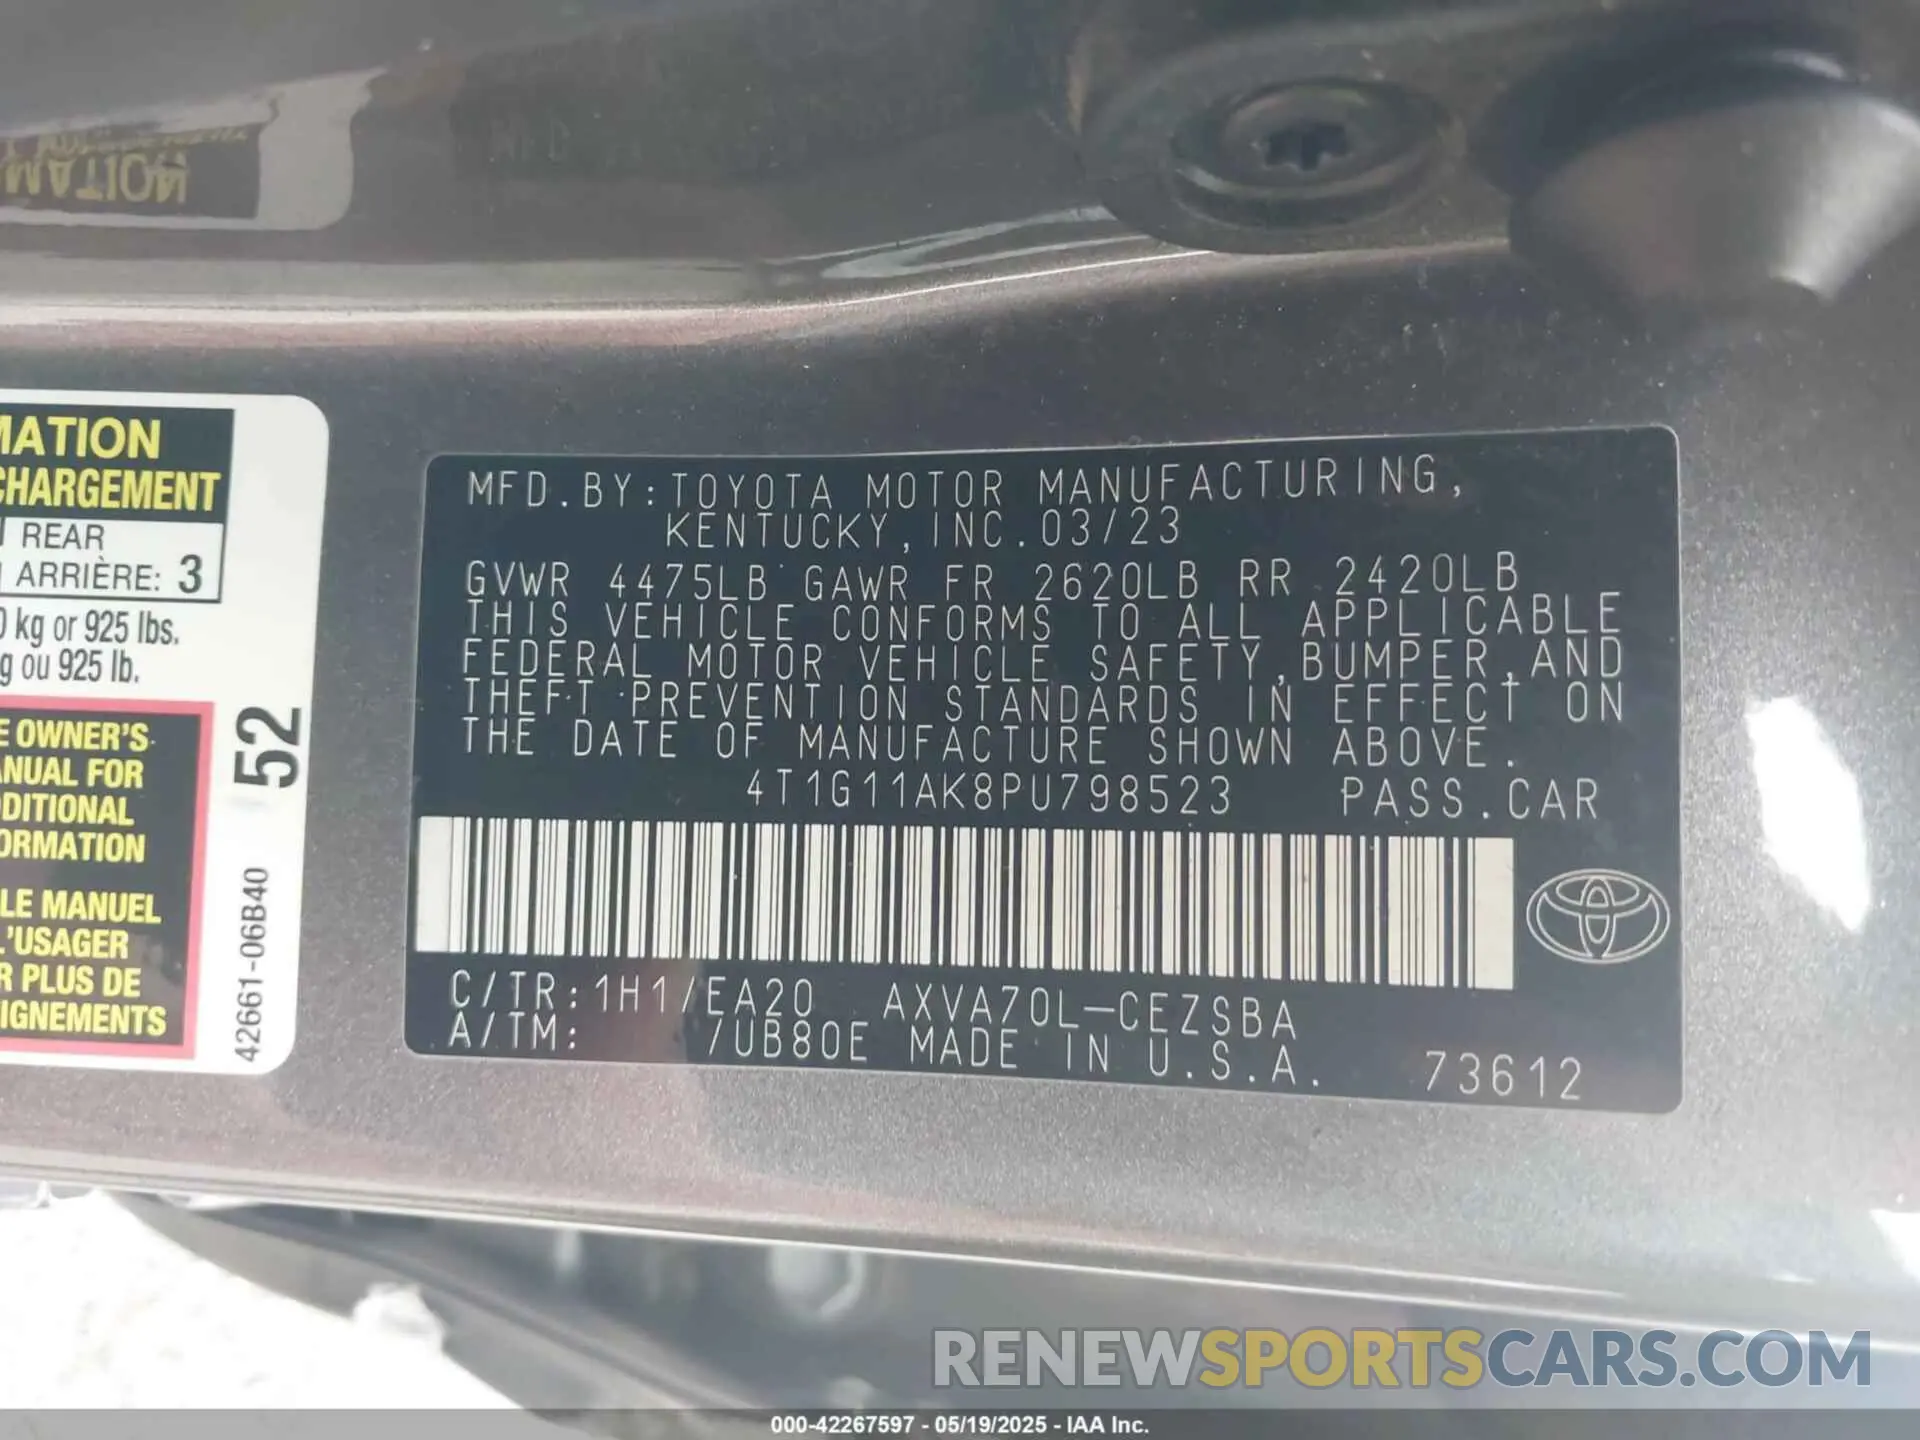 MATION
CHARGEMENT
REAR
ARRIÈRE: 3
0 kg or 925 lbs.
g ou 925 lb.
E OWNER'S
ANUAL FOR
DDITIONAL
ORMATION
LE MANUEL
L'USAGER
R PLUS DE
IGNEMENTS
52
42661-06B40
MFD.BY:TOYOTA MOTOR MANUFACTURING,
KENTUCKY,INC.03/23
GVWR 4475LB GAWR FR 2620LB RR 2420LB
THIS VEHICLE CONFORMS TO ALL APPLICABLE
FEDERAL MOTOR VEHICLE SAFETY,BUMPER,AND
THEFT PREVENTION STANDARDS IN EFFECT ON
THE DATE OF MANUFACTURE SHOWN ABOVE.
4T1G11AK8PU798523 PASS.CAR
C/TR:1H1/EA20 AXVA70L-CEZSBA
A/TM: /UB80E MADE IN U.S.A. 73612
RENEWSPORTSCARS.COM
000-42267597 - 05/19/2025 - IAA Inc.